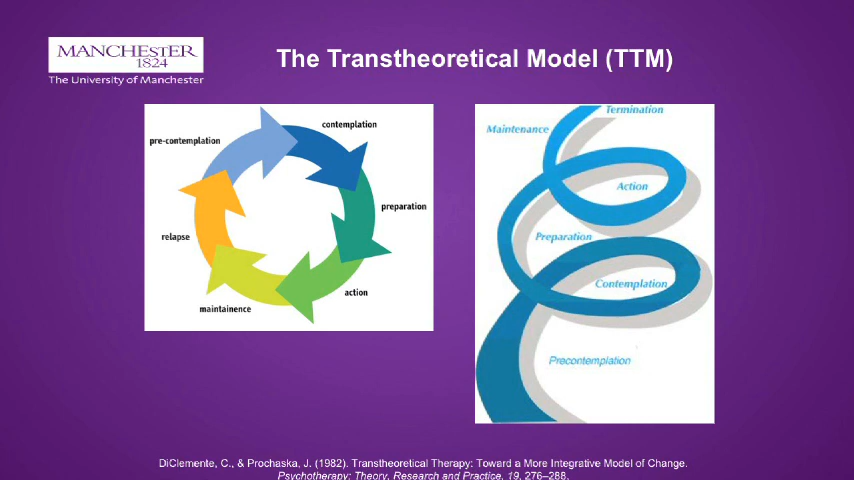 MANCHESTER
1824
The University of Manchester
The Transtheoretical Model (TTM)
pre-contemplation
contemplation
preparation
relapse
action
maintainence
Termination
Maintenance
Action
Preparation
Contemplation
Precontemplation
DiClemente, C., & Prochaska, J. (1982). Transtheoretical Therapy: Toward a More Integrative Model of Change.
Psychotherapy: Theory, Research and Practice, 19, 276–288.